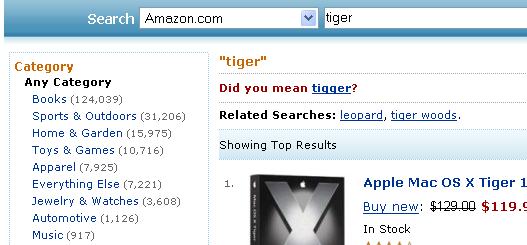 Search Amazon.com tiger
Category
Any Category
Books (124,039)
Sports & Outdoors (31,206)
Home & Garden (15,975)
Toys & Games (10,716)
Apparel (7,925)
Everything Else (7,221)
Jewelry & Watches (3,608)
Automotive (1,126)
Music (917)
"tiger"
Did you mean tigger?
Related Searches: leopard, tiger woods.
Showing Top Results
1.
Mac OS X Tiger
Apple Mac OS X Tiger 1
Buy new: $129.00 $119.9
In Stock